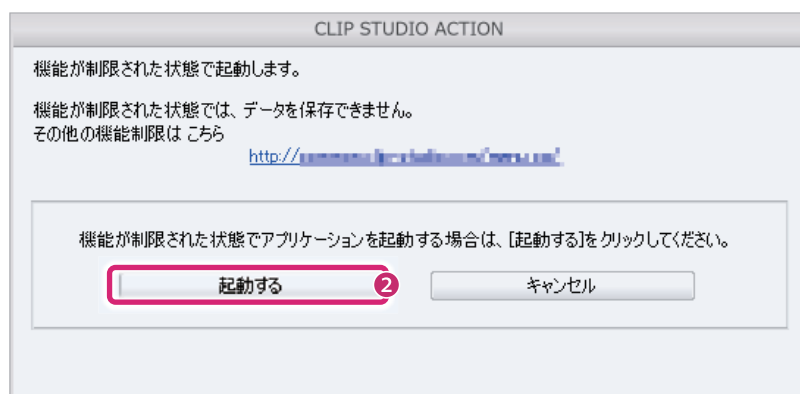 CLIP STUDIO ACTION
機能が制限された状態で起動します。
機能が制限された状態では、データを保存できません。
その他の機能制限は こちら
http://
機能が制限された状態でアプリケーションを起動する場合は、[起動する]をクリックしてください。
起動する 2 キャンセル